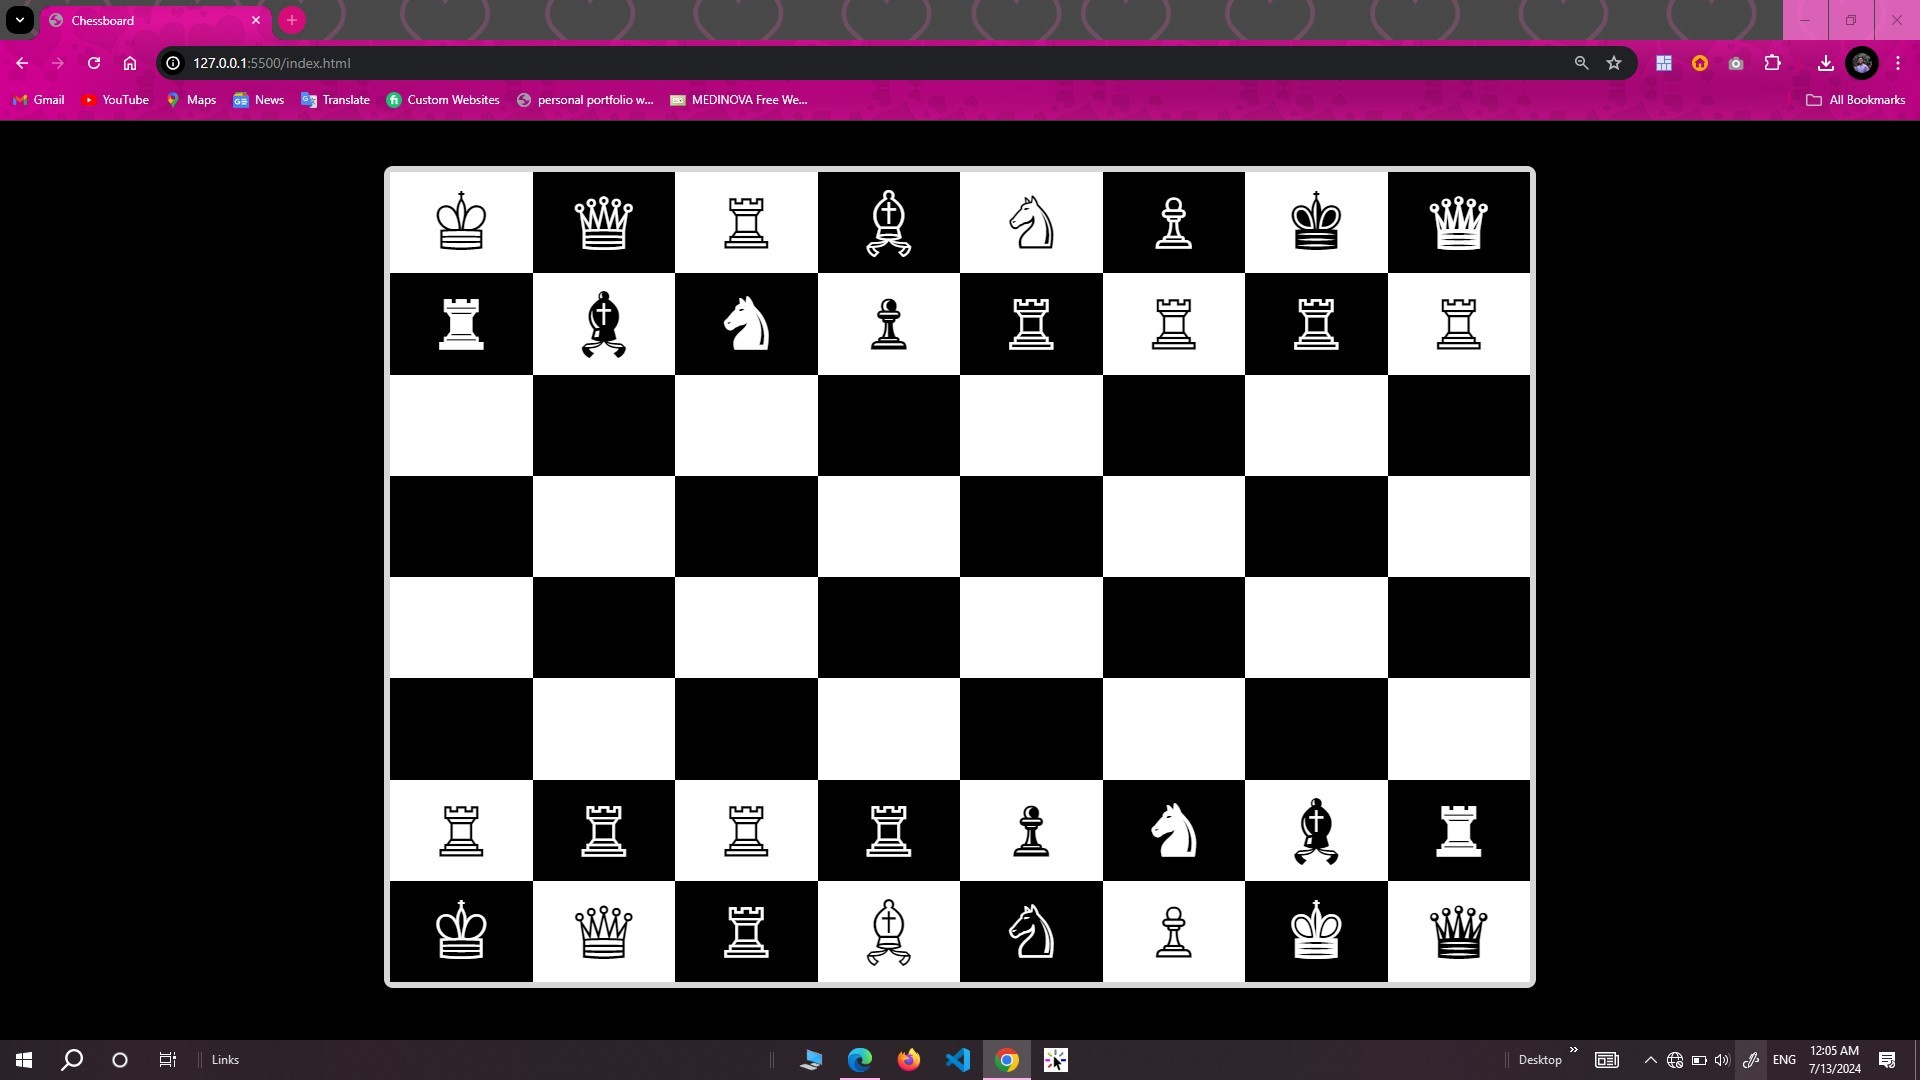 Chessboard
127.0.0.1:5500/index.html
Gmail YouTube Maps News Translate Custom Websites personal portfolio w... MEDINOVA Free We... All Bookmarks
Links Desktop ENG 12:05 AM
7/13/2024